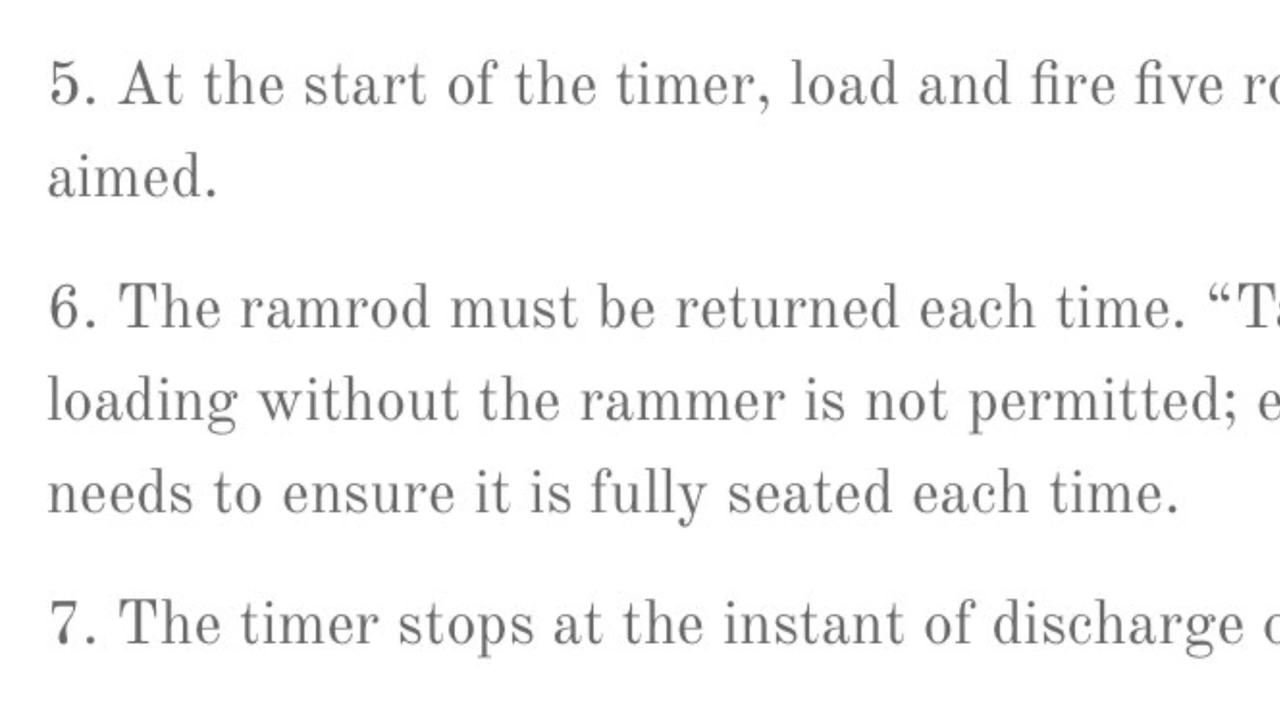 5. At the start of the timer, load and fire five
aimed.
6. The ramrod must be returned each time.
loading without the rammer is not permitted;
needs to ensure it is fully seated each time.
7. The timer stops at the instant of discharge